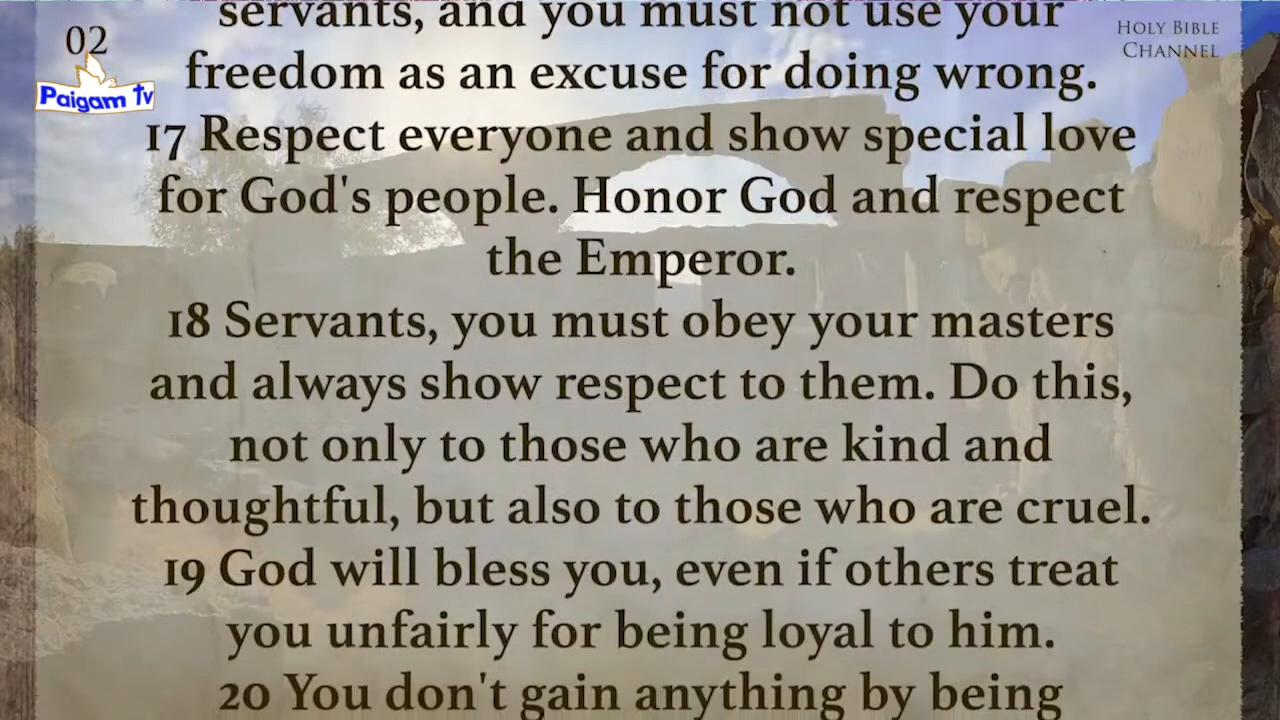 02
Paigam Tv
HOLY BIBLE
CHANNEL
servants, and you must not use your
freedom as an excuse for doing wrong.
17 Respect everyone and show special love
for God's people. Honor God and respect
the Emperor.
18 Servants, you must obey your masters
and always show respect to them. Do this,
not only to those who are kind and
thoughtful, but also to those who are cruel.
19 God will bless you, even if others treat
you unfairly for being loyal to him.
20 You don't gain anything by being